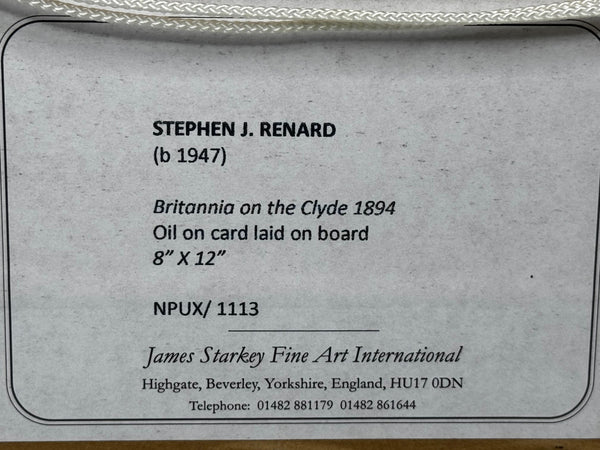 STEPHEN J. RENARD
(b 1947)
Britannia on the Clyde 1894
Oil on card laid on board
8” X 12”
NPUX/ 1113
James Starkey Fine Art International
Highgate, Beverley, Yorkshire, England, HU17 0DN
Telephone: 01482 881179 01482 861644